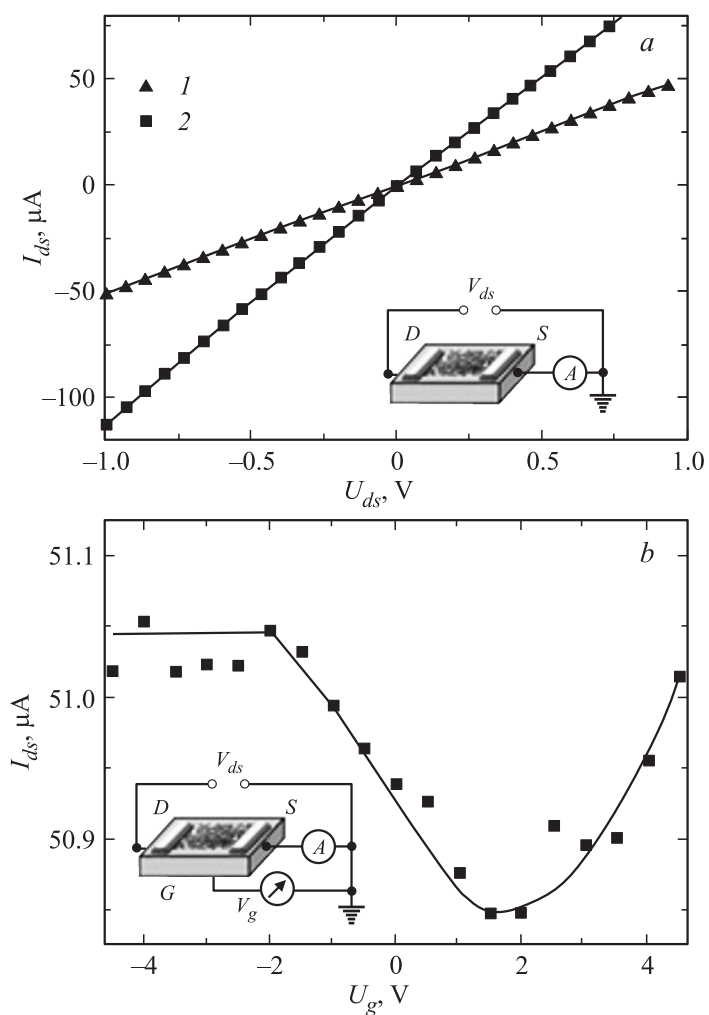 a
1
2
50
0
−50
−100
I_ds, μA
V_ds
D S
A
−1.0 −0.5 0 0.5 1.0
U_ds, V
b
51.1
51.0
50.9
I_ds, μA
V_ds
D S
A
G
V_g
−4 −2 0 2 4
U_g, V